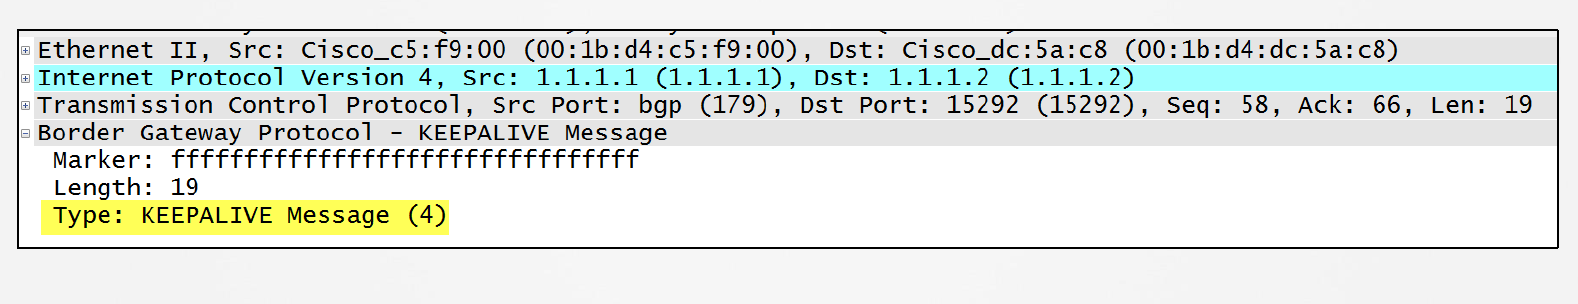 Ethernet II, Src: Cisco_c5:f9:00 (00:1b:d4:c5:f9:00), Dst: Cisco_dc:5a:c8 (00:1b:d4:dc:5a:c8)
Internet Protocol Version 4, Src: 1.1.1.1 (1.1.1.1), Dst: 1.1.1.2 (1.1.1.2)
Transmission Control Protocol, Src Port: bgp (179), Dst Port: 15292 (15292), Seq: 58, Ack: 66, Len: 19
Border Gateway Protocol - KEEPALIVE Message
Marker: ffffffffffffffffffffffffffffffff
Length: 19
Type: KEEPALIVE Message (4)